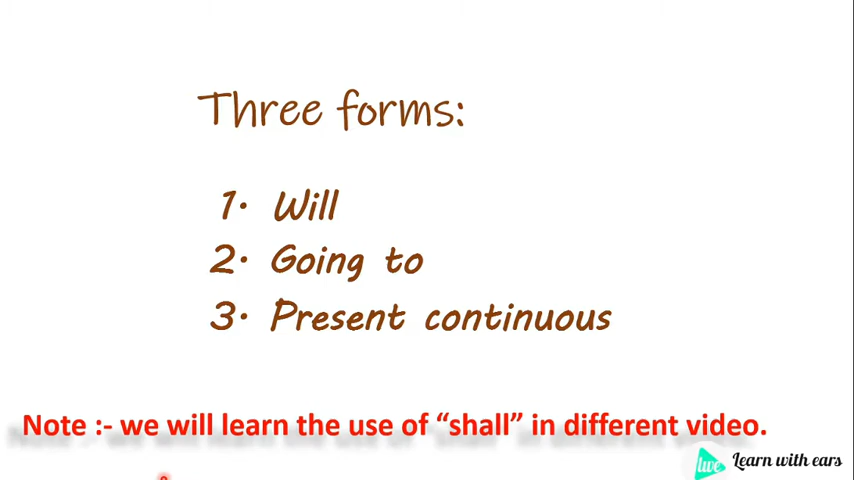 Three forms:
1. Will
2. Going to
3. Present continuous
Note :- we will learn the use of “shall” in different video.
live Learn with ears